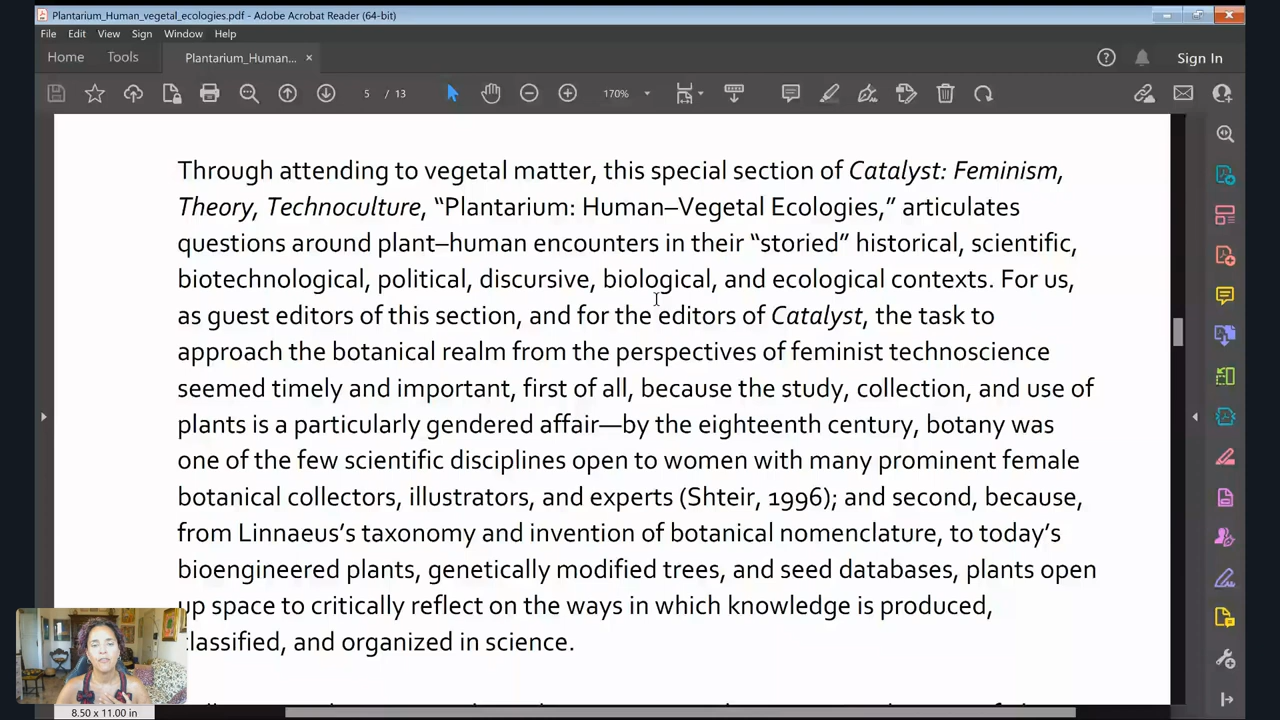 Plantarium_Human_vegetal_ecologies.pdf - Adobe Acrobat Reader (64-bit)
File Edit View Sign Window Help
Home Tools Plantarium_Human... × Sign In
5 / 13 170%
Through attending to vegetal matter, this special section of Catalyst: Feminism,
Theory, Technoculture, “Plantarium: Human–Vegetal Ecologies,” articulates
questions around plant–human encounters in their “storied” historical, scientific,
biotechnological, political, discursive, biological, and ecological contexts. For us,
as guest editors of this section, and for the editors of Catalyst, the task to
approach the botanical realm from the perspectives of feminist technoscience
seemed timely and important, first of all, because the study, collection, and use of
plants is a particularly gendered affair—by the eighteenth century, botany was
one of the few scientific disciplines open to women with many prominent female
botanical collectors, illustrators, and experts (Shteir, 1996); and second, because,
from Linnaeus’s taxonomy and invention of botanical nomenclature, to today’s
bioengineered plants, genetically modified trees, and seed databases, plants open
up space to critically reflect on the ways in which knowledge is produced,
classified, and organized in science.
8.50 x 11.00 in